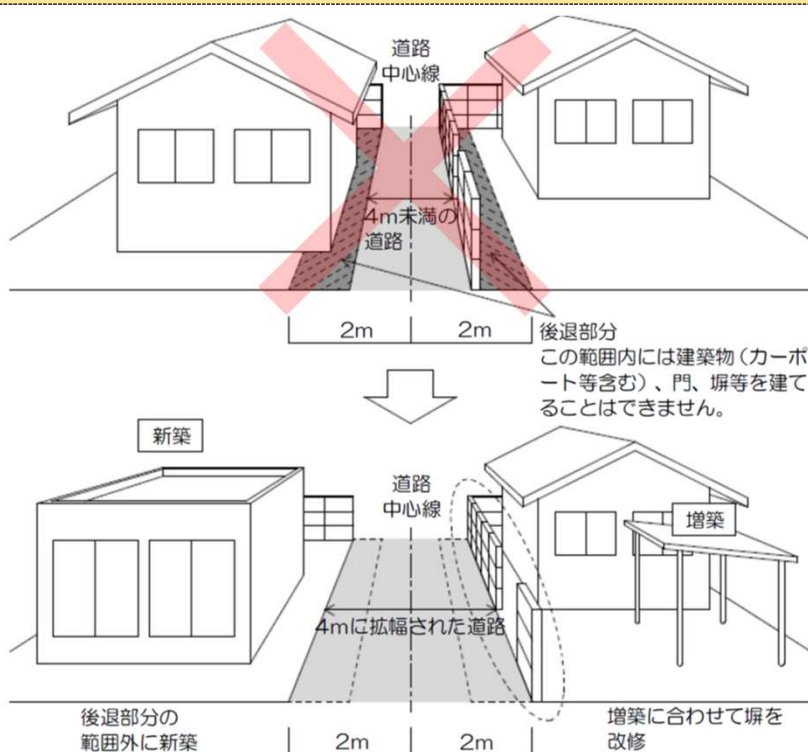 道路
中心線
4m未満の
道路
2m
2m
後退部分
この範囲内には建築物（カーポ
ート等含む）、門、塀等を建て
ることはできません。
新築
道路
中心線
増築
4mに拡幅された道路
後退部分の
範囲外に新築
2m
2m
増築に合わせて塀を
改修